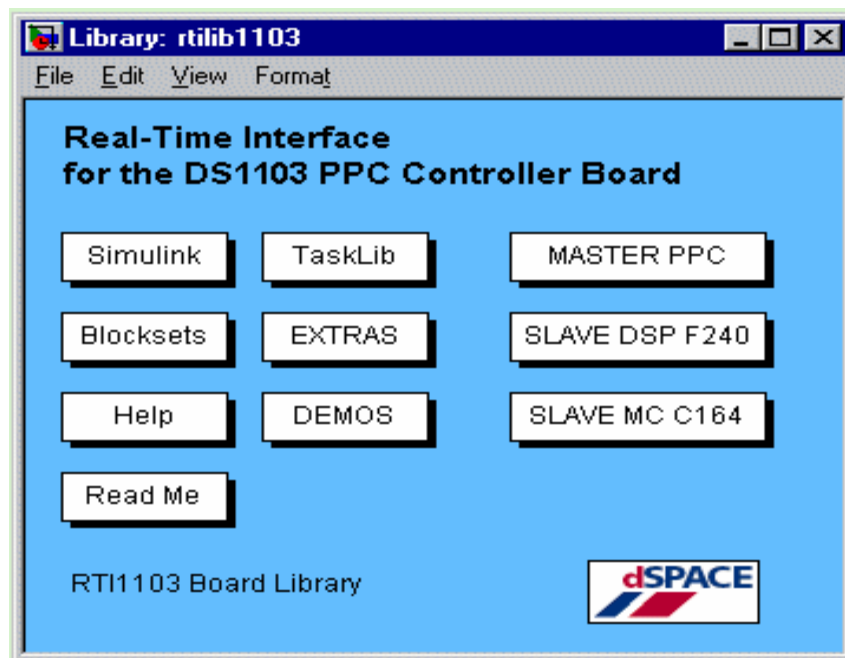 Library: rtilib1103
File Edit View Format
Real-Time Interface
for the DS1103 PPC Controller Board
Simulink TaskLib MASTER PPC
Blocksets EXTRAS SLAVE DSP F240
Help DEMOS SLAVE MC C164
Read Me
RTI1103 Board Library
dSPACE